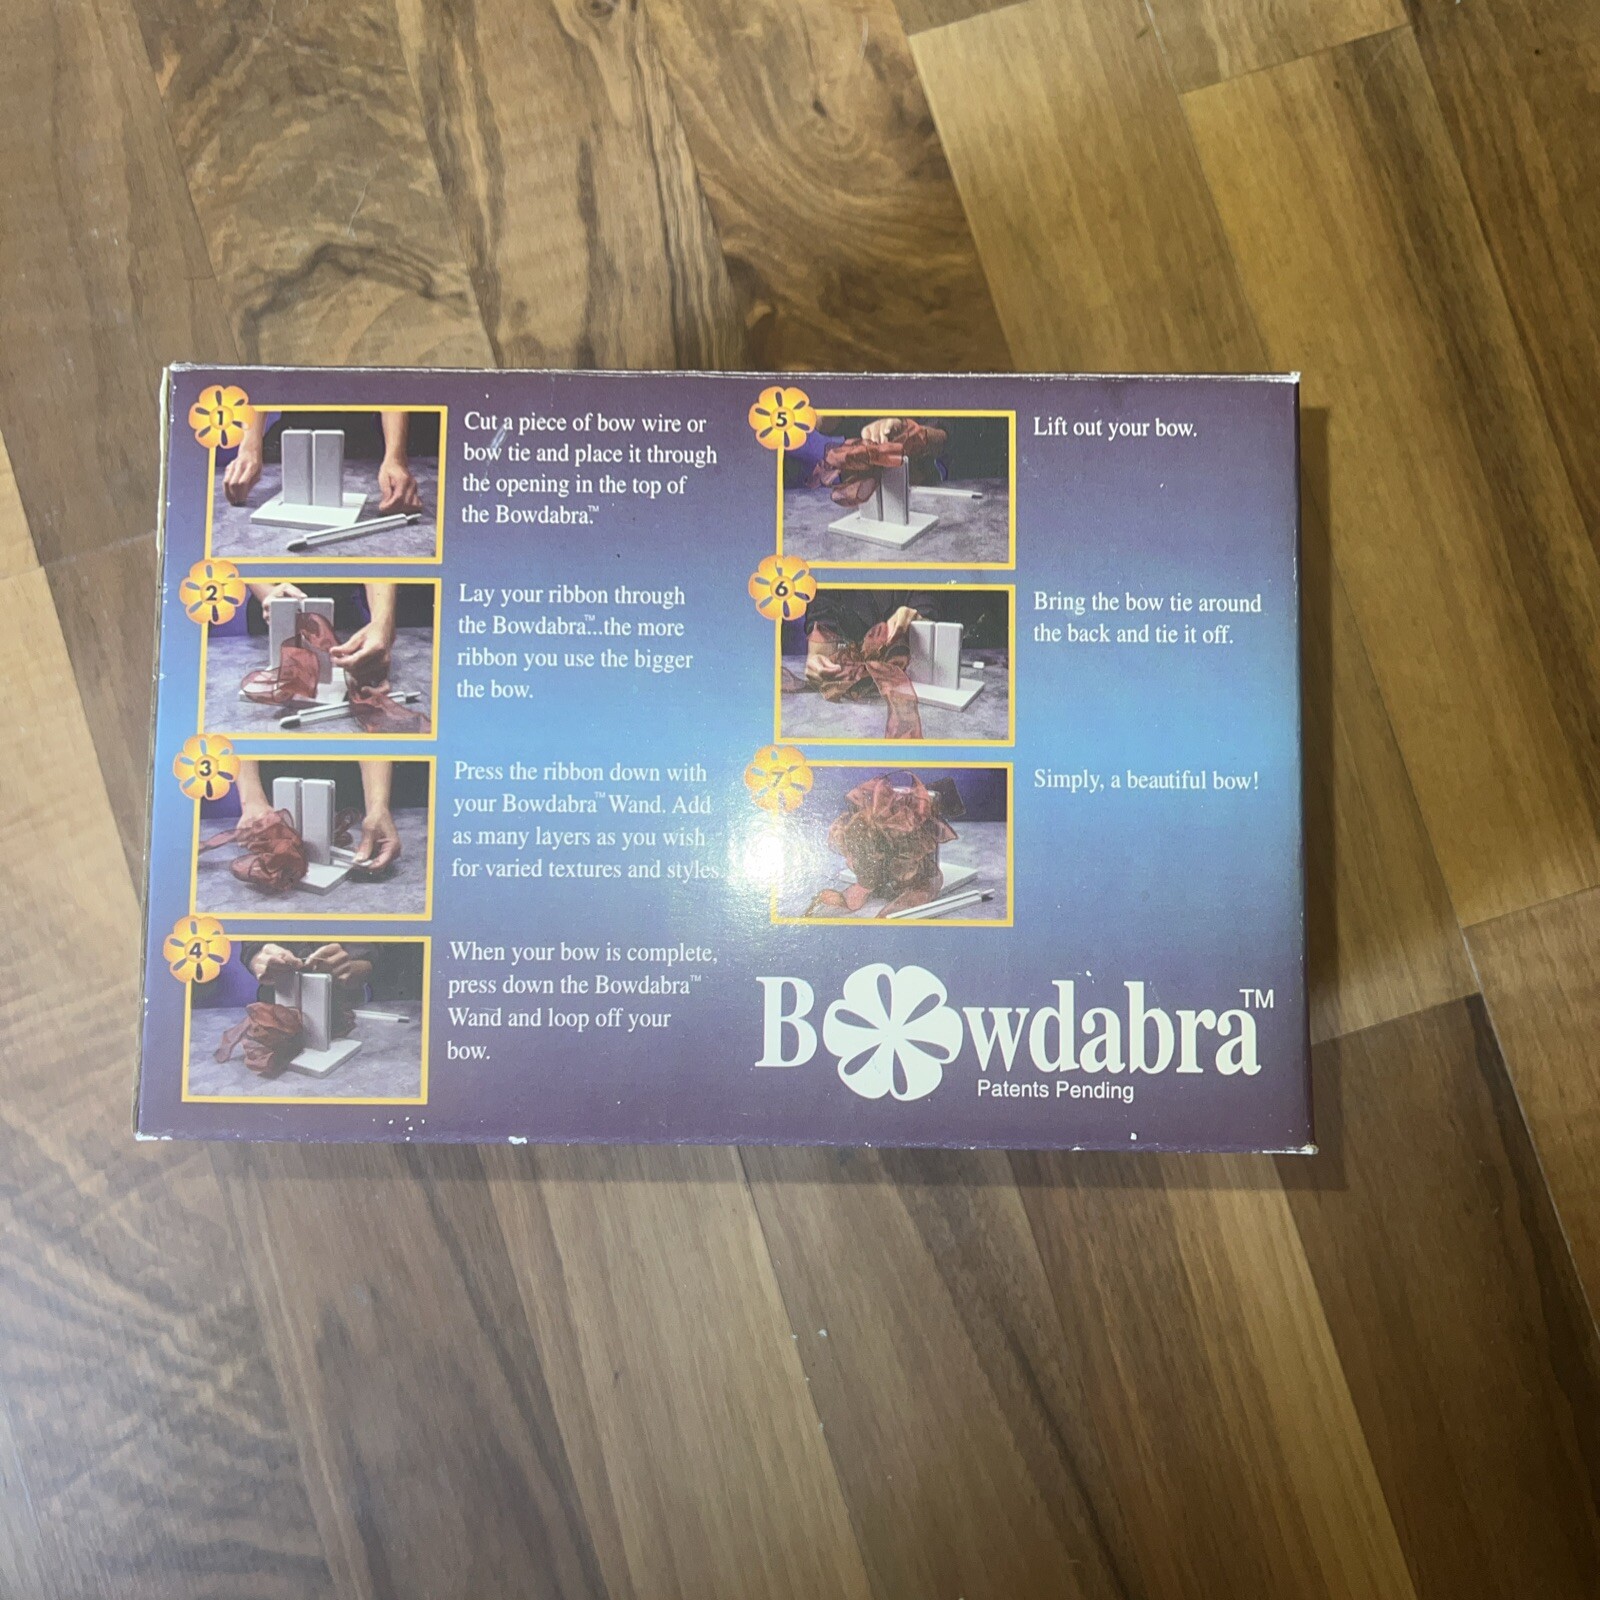 1
Cut a piece of bow wire or
bow tie and place it through
the opening in the top of
the Bowdabra.™
2
Lay your ribbon through
the Bowdabra™...the more
ribbon you use the bigger
the bow.
3
Press the ribbon down with
your Bowdabra™ Wand. Add
as many layers as you wish
for varied textures and styles.
4
When your bow is complete,
press down the Bowdabra™
Wand and loop off your
bow.
5
Lift out your bow.
6
Bring the bow tie around
the back and tie it off.
7
Simply, a beautiful bow!
Bowdabra™
Patents Pending